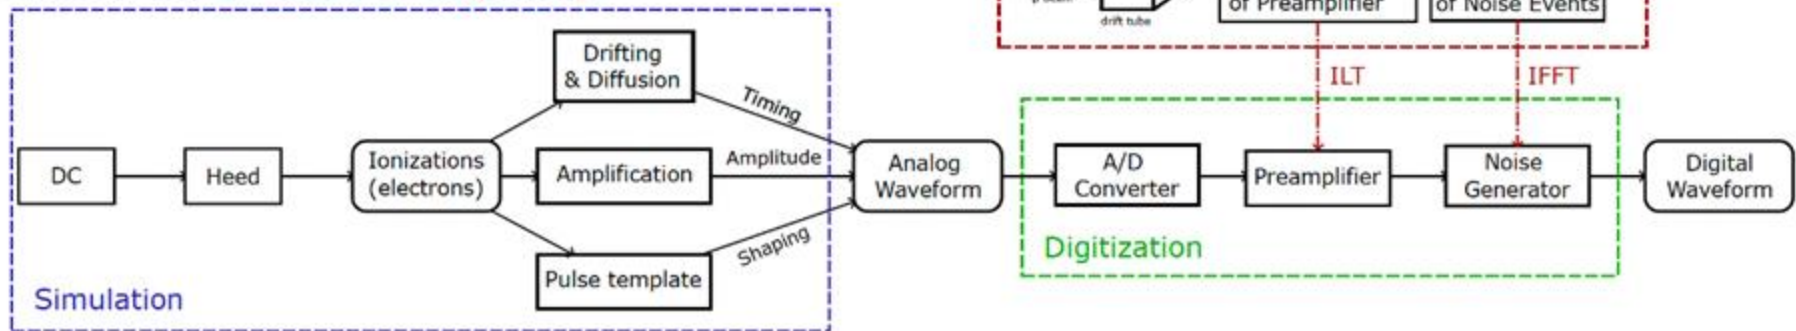 of Preamplifier
of Noise Events
drift tube
ILT
IFFT
Drifting
& Diffusion
Timing
DC
Heed
Ionizations
(electrons)
Amplification
Amplitude
Analog
Waveform
A/D
Converter
Preamplifier
Noise
Generator
Digital
Waveform
Pulse template
Shaping
Digitization
Simulation